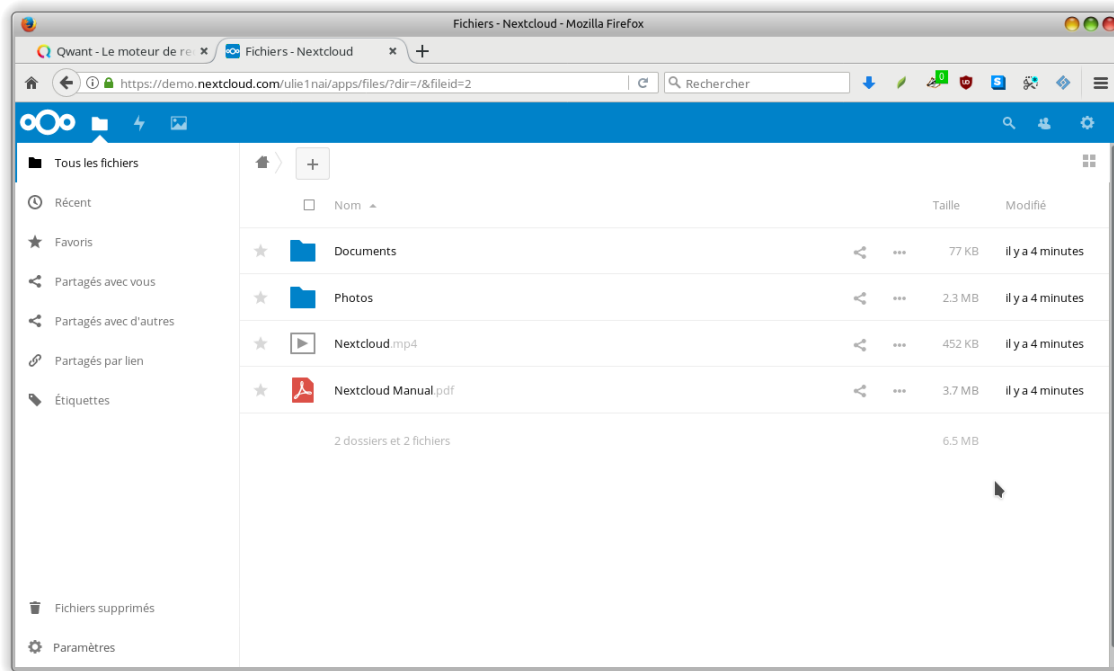 Fichiers - Nextcloud - Mozilla Firefox
Qwant - Le moteur de re
Fichiers - Nextcloud
https://demo.nextcloud.com/ulie1nai/apps/files/?dir=/&fileid=2
Rechercher
0
S
Tous les fichiers
Récent
Favoris
Partagés avec vous
Partagés avec d'autres
Partagés par lien
Étiquettes
Fichiers supprimés
Paramètres
Nom Taille Modifié
Documents 77 KB il y a 4 minutes
Photos 2.3 MB il y a 4 minutes
Nextcloud.mp4 452 KB il y a 4 minutes
Nextcloud Manual.pdf 3.7 MB il y a 4 minutes
2 dossiers et 2 fichiers 6.5 MB